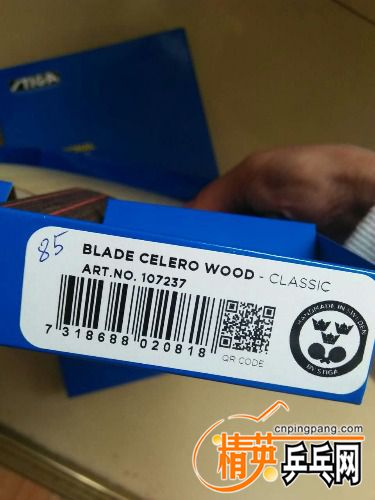 STIGA
85
BLADE CELERO WOOD - CLASSIC
ART.NO. 107237
7 318688 020818
QR CODE
HANDMADE IN SWEDEN
BY STIGA
cnpingpang.com
精英乒乓网